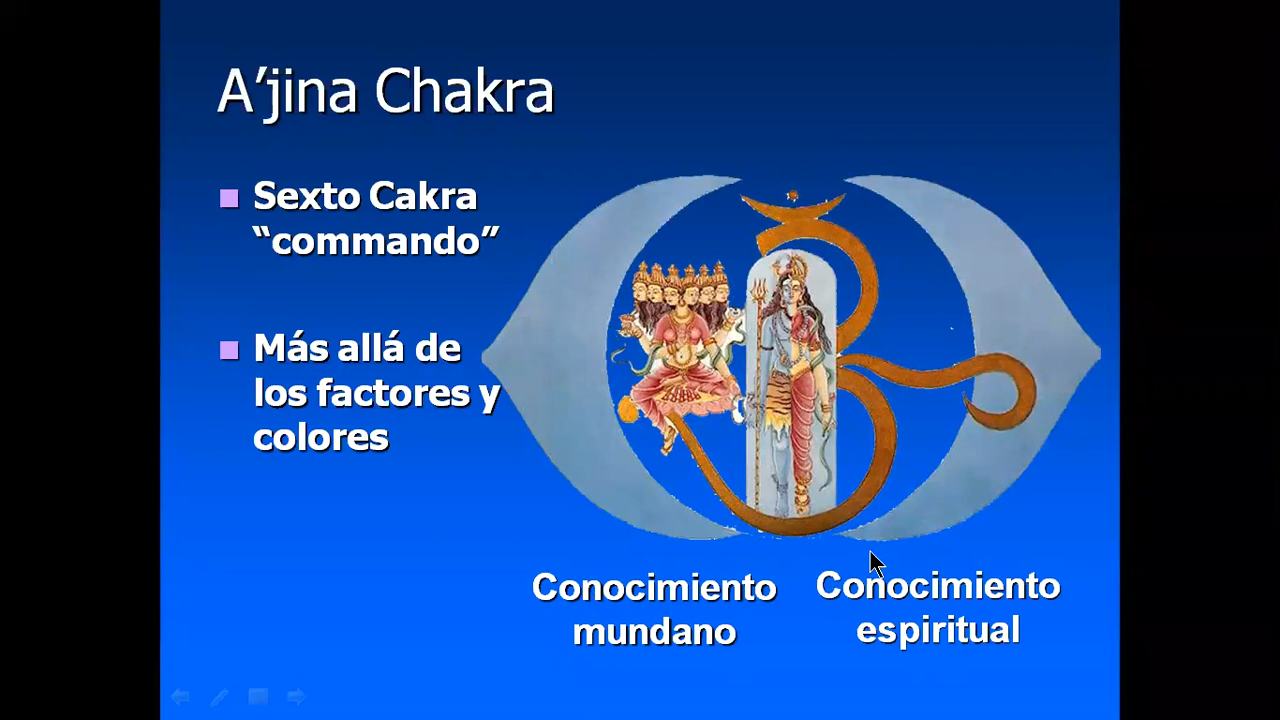 A’jina Chakra
Sexto Cakra
“commando”
Más allá de
los factores y
colores
Conocimiento
mundano
Conocimiento
espiritual